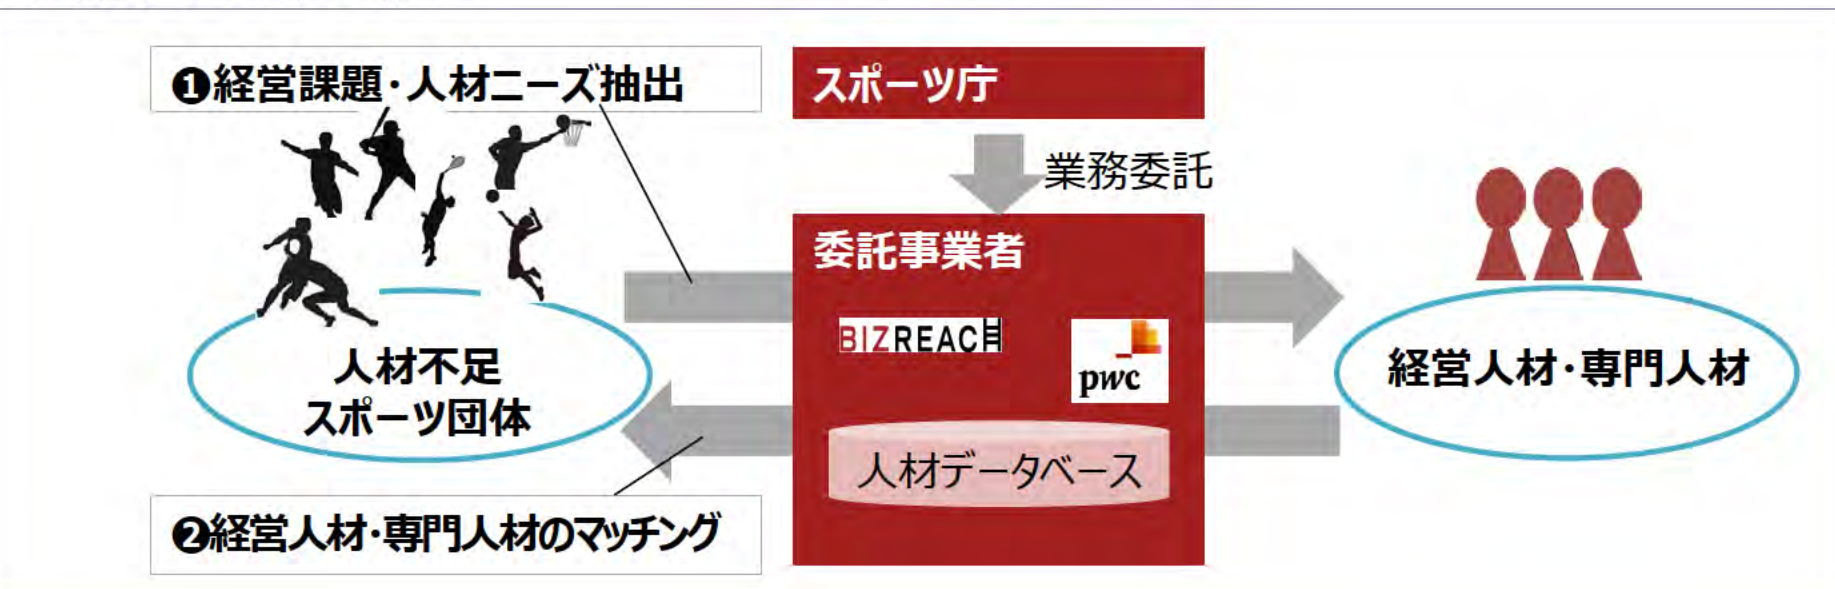 ❶経営課題・人材ニーズ抽出
スポーツ庁
業務委託
委託事業者
BIZREACH
pwc
人材不足
スポーツ団体
経営人材・専門人材
人材データベース
❷経営人材・専門人材のマッチング